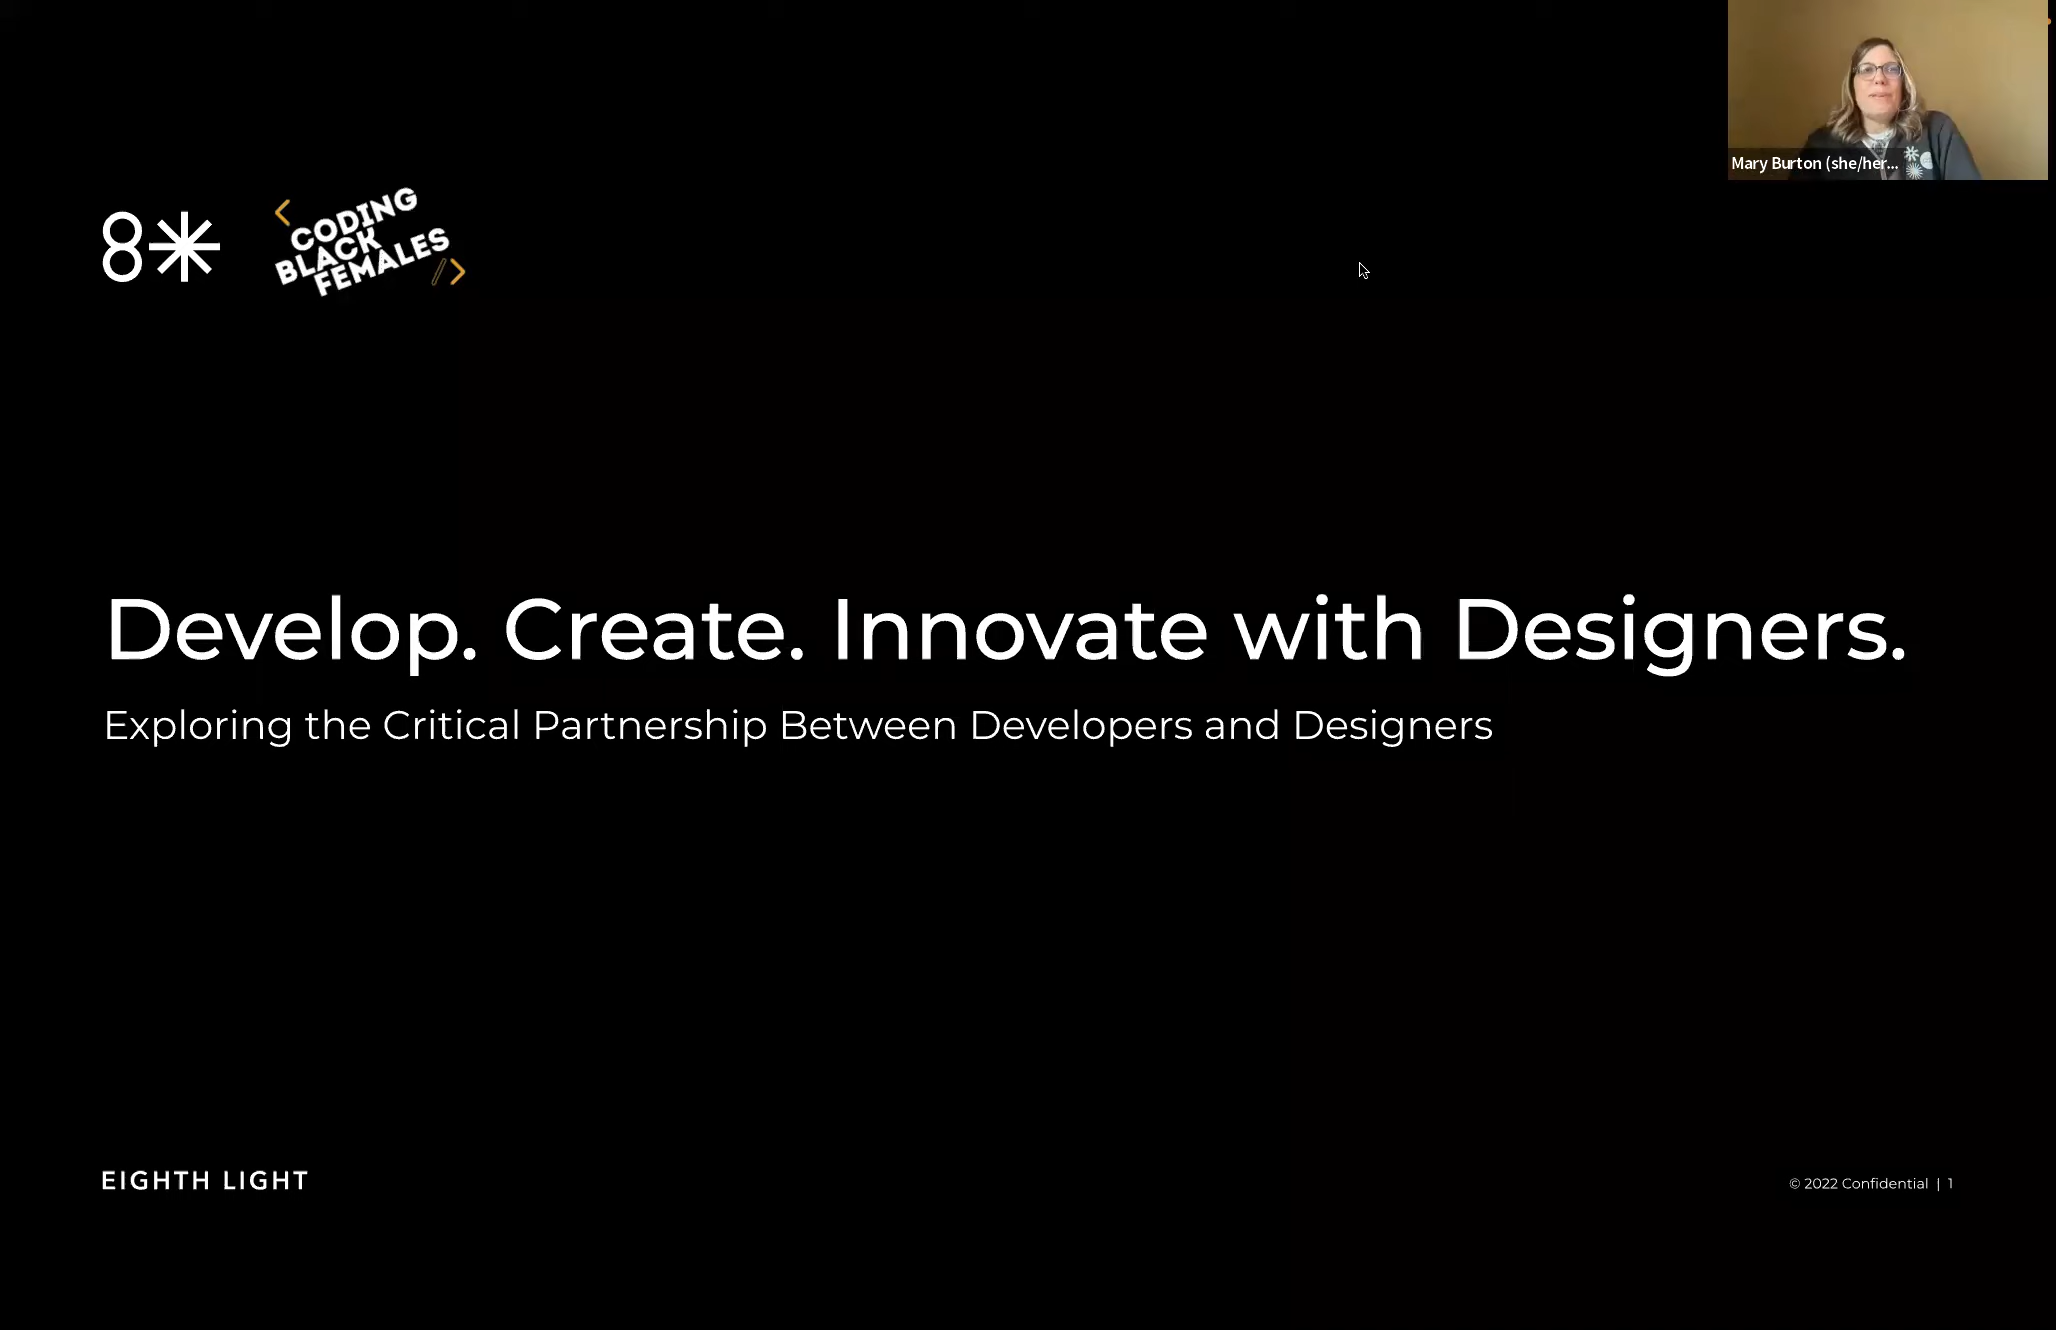 Mary Burton (she/her...
8*
< CODING
BLACK
FEMALES
/>
Develop. Create. Innovate with Designers.
Exploring the Critical Partnership Between Developers and Designers
EIGHTH LIGHT
© 2022 Confidential | 1